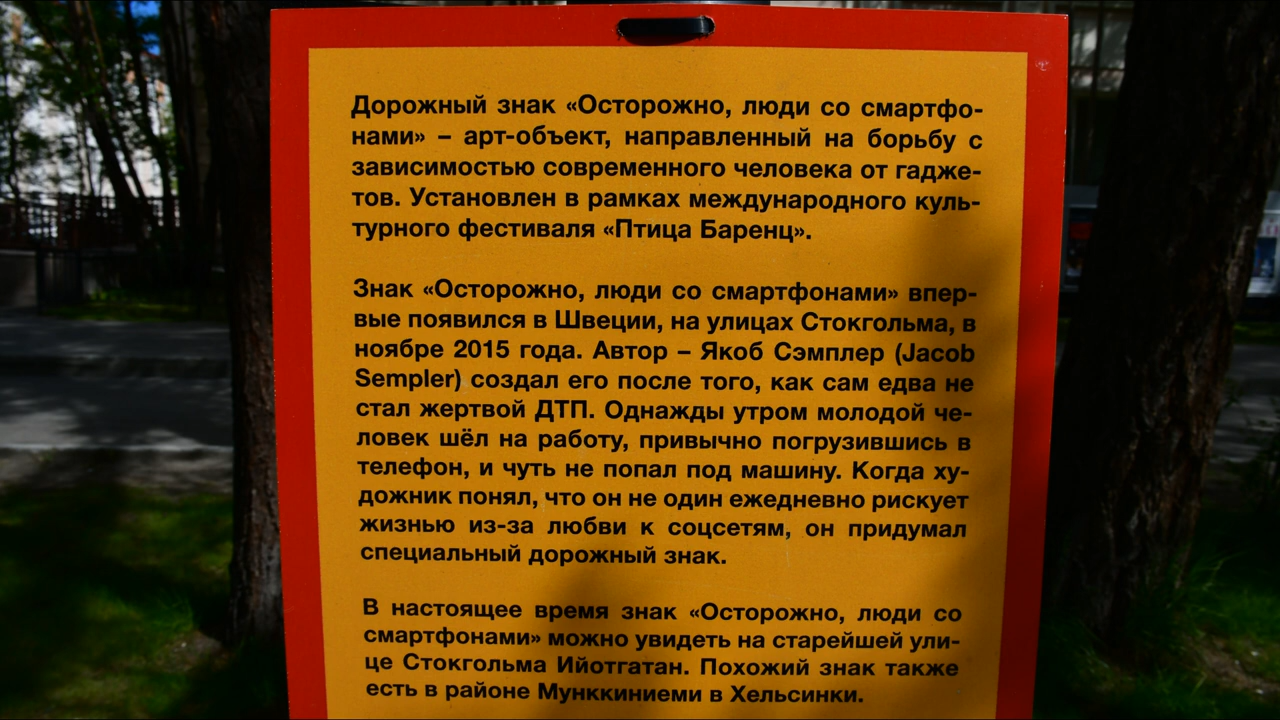 Дорожный знак «Осторожно, люди со смартфо-
нами» – арт-объект, направленный на борьбу с
зависимостью современного человека от гадже-
тов. Установлен в рамках международного куль-
турного фестиваля «Птица Баренц».
Знак «Осторожно, люди со смартфонами» впер-
вые появился в Швеции, на улицах Стокгольма, в
ноябре 2015 года. Автор – Якоб Сэмплер (Jacob
Sempler) создал его после того, как сам едва не
стал жертвой ДТП. Однажды утром молодой че-
ловек шёл на работу, привычно погрузившись в
телефон, и чуть не попал под машину. Когда ху-
дожник понял, что он не один ежедневно рискует
жизнью из-за любви к соцсетям, он придумал
специальный дорожный знак.
В настоящее время знак «Осторожно, люди со
смартфонами» можно увидеть на старейшей ули-
це Стокгольма Ийотгатан. Похожий знак также
есть в районе Мунккиниеми в Хельсинки.